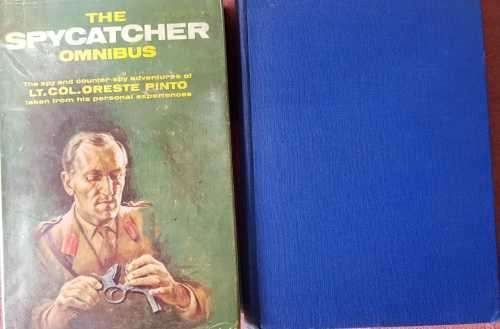 THE
SPYCATCHER
OMNIBUS
The spy and counter-spy adventures of
LT. COL. ORESTE PINTO
taken from his personal experiences